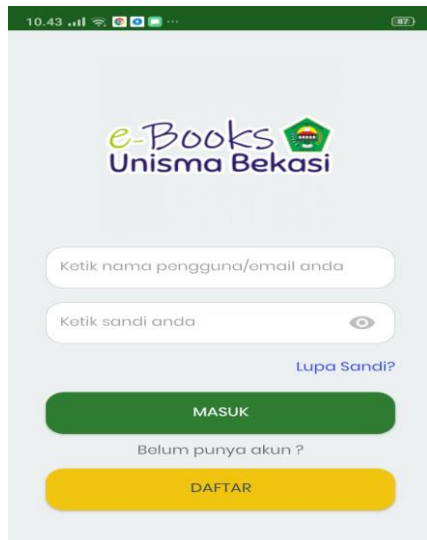 10.43
87
e-Books
Unisma Bekasi
Ketik nama pengguna/email anda
Ketik sandi anda
Lupa Sandi?
MASUK
Belum punya akun ?
DAFTAR